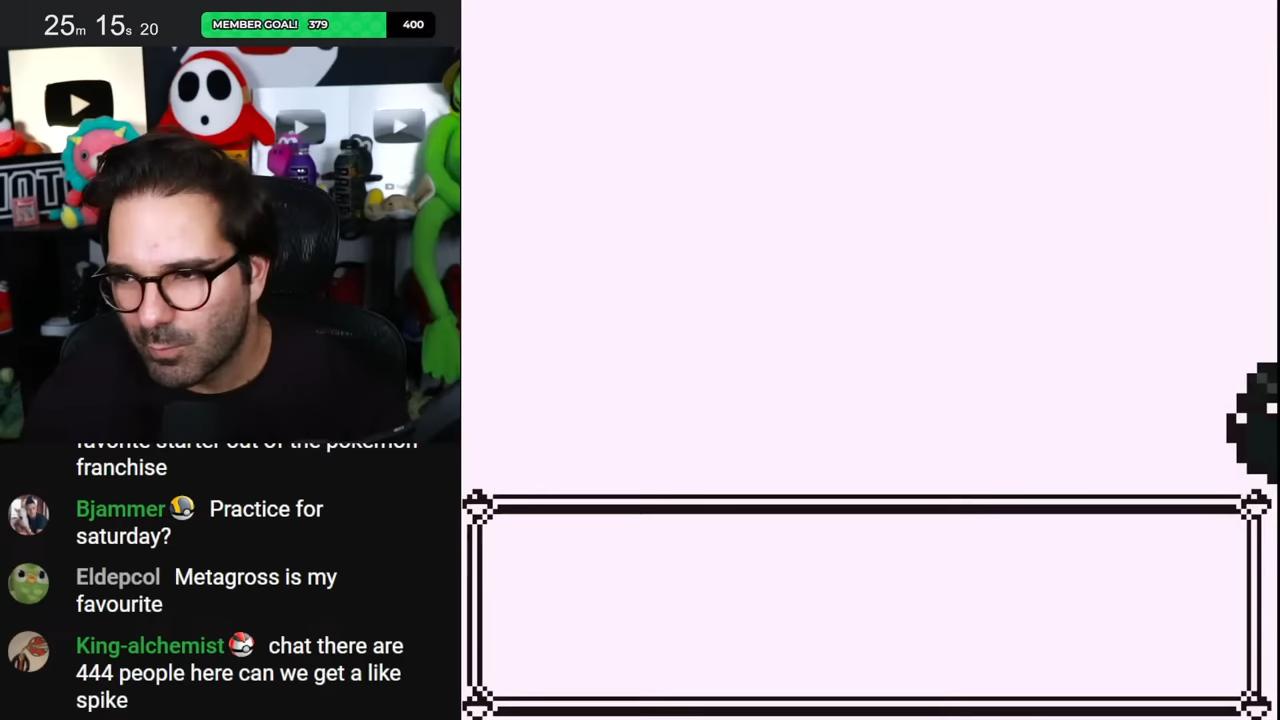 25m 15s 20
MEMBER GOAL! 379
400
favorite starter out of the pokemon
franchise
Bjammer Practice for
saturday?
Eldepcol Metagross is my
favourite
King-alchemist chat there are
444 people here can we get a like
spike